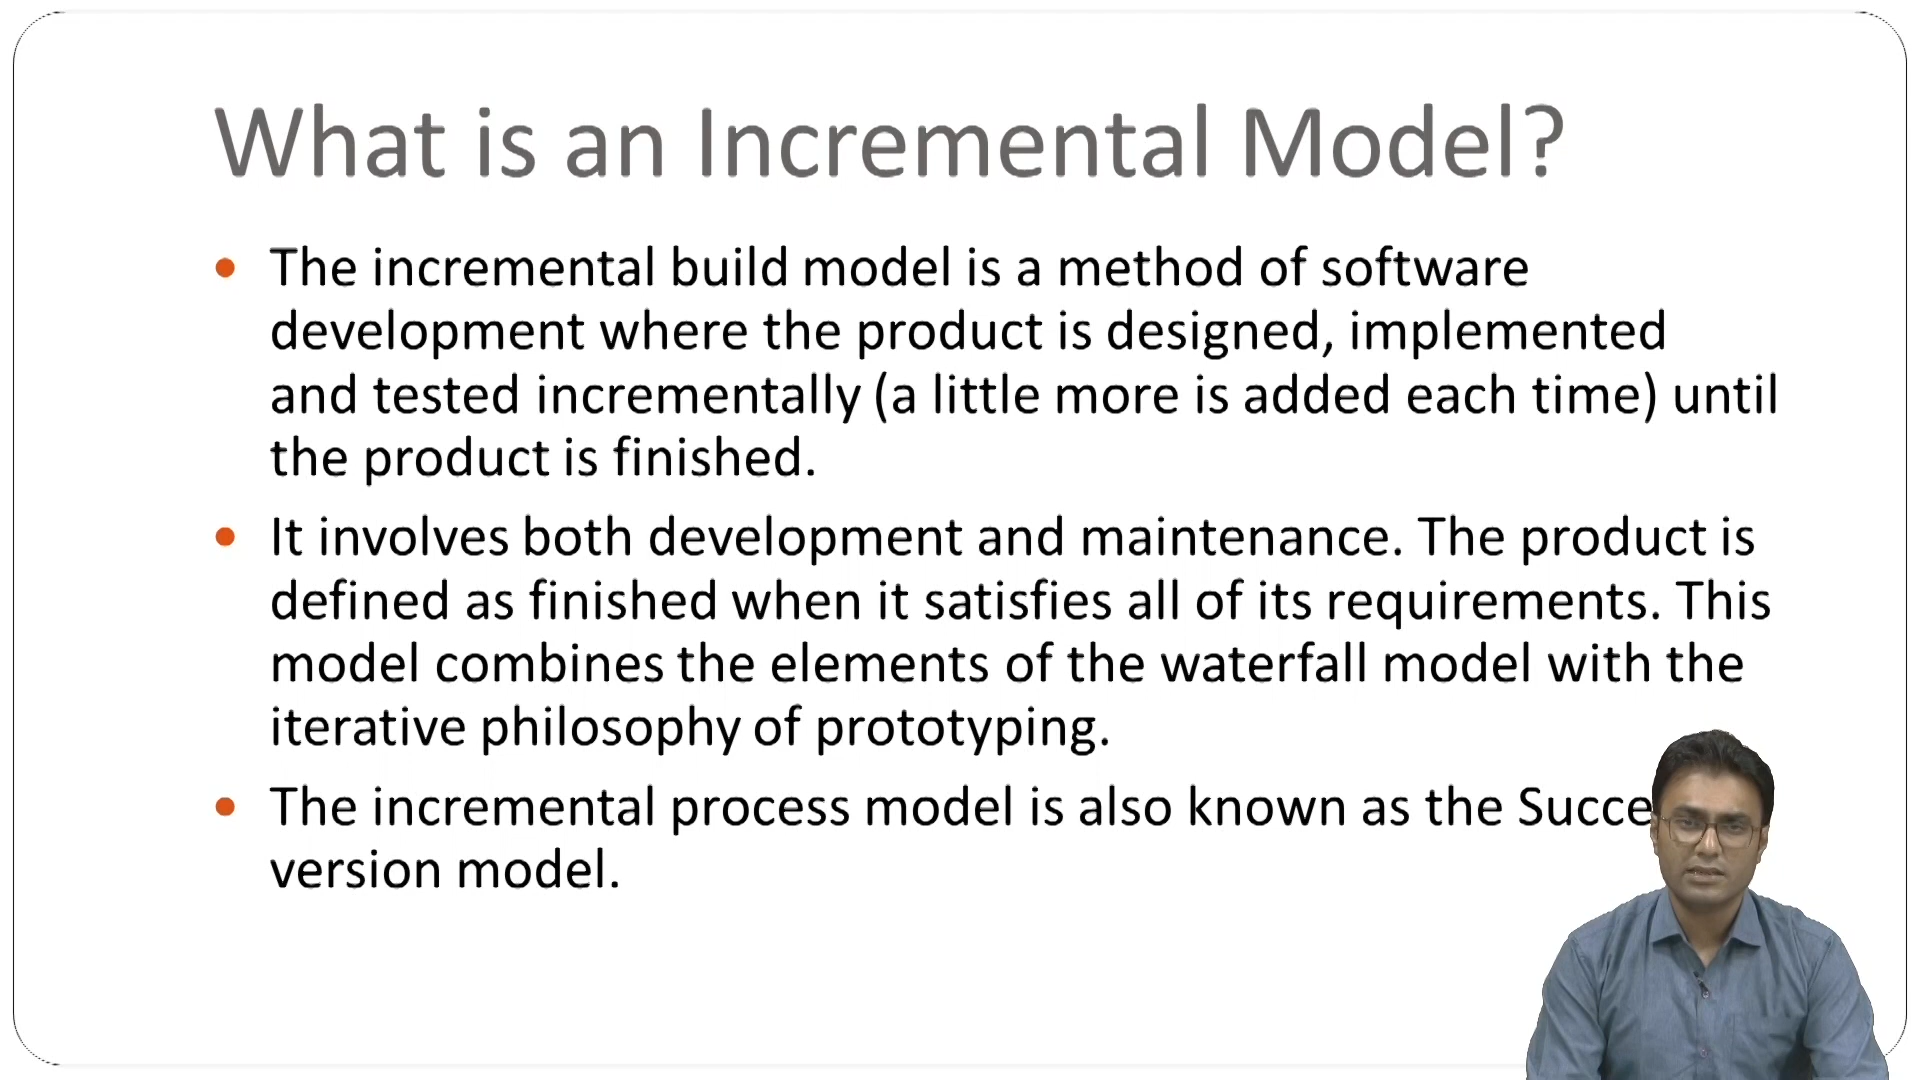 What is an Incremental Model?
• The incremental build model is a method of software
development where the product is designed, implemented
and tested incrementally (a little more is added each time) until
the product is finished.
• It involves both development and maintenance. The product is
defined as finished when it satisfies all of its requirements. This
model combines the elements of the waterfall model with the
iterative philosophy of prototyping.
• The incremental process model is also known as the
version model.